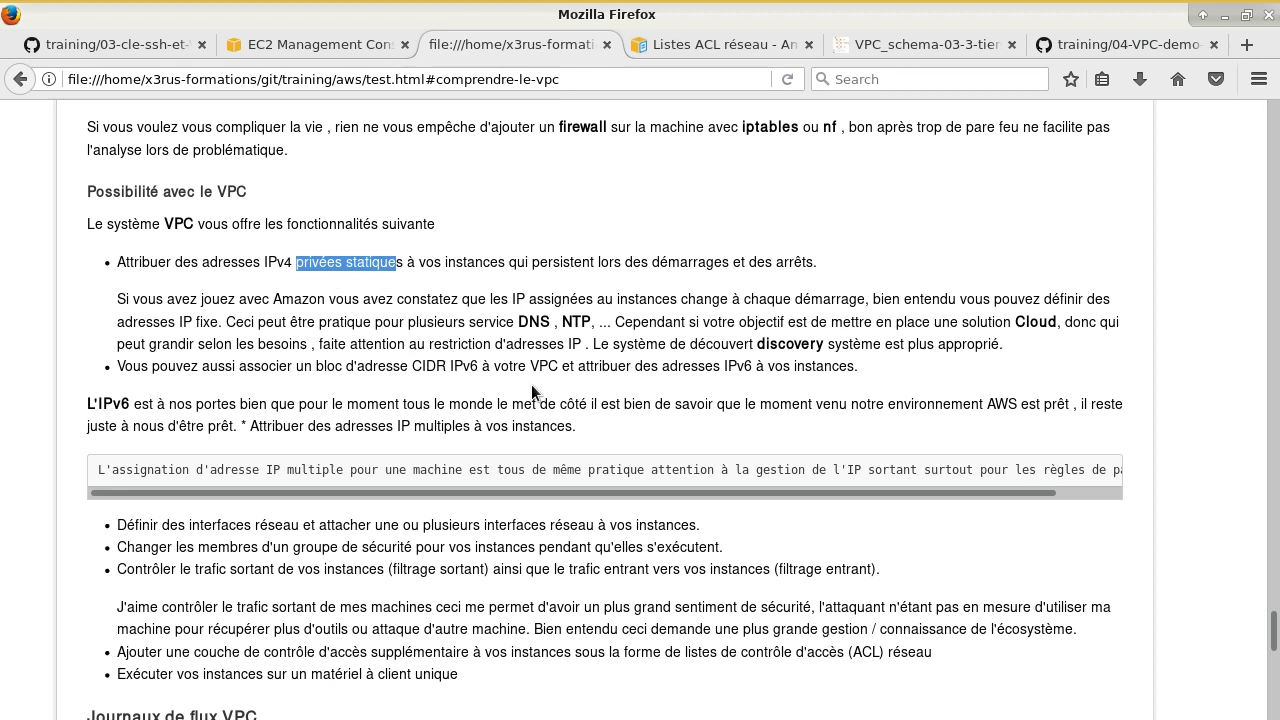 Mozilla Firefox
training/03-cle-ssh-et-
EC2 Management Con
file:///home/x3rus-formati
Listes ACL réseau - An
VPC_schema-03-3-tier
training/04-VPC-demo-
file:///home/x3rus-formations/git/training/aws/test.html#comprendre-le-vpc
Search
Si vous voulez vous compliquer la vie , rien ne vous empêche d'ajouter un firewall sur la machine avec iptables ou nf , bon après trop de pare feu ne facilite pas
l'analyse lors de problématique.
Possibilité avec le VPC
Le système VPC vous offre les fonctionnalités suivante
• Attribuer des adresses IPv4 privées statiques à vos instances qui persistent lors des démarrages et des arrêts.
Si vous avez jouez avec Amazon vous avez constatez que les IP assignées au instances change à chaque démarrage, bien entendu vous pouvez définir des
adresses IP fixe. Ceci peut être pratique pour plusieurs service DNS , NTP, ... Cependant si votre objectif est de mettre en place une solution Cloud, donc qui
peut grandir selon les besoins , faite attention au restriction d'adresses IP . Le système de découvert discovery système est plus approprié.
• Vous pouvez aussi associer un bloc d'adresse CIDR IPv6 à votre VPC et attribuer des adresses IPv6 à vos instances.
L'IPv6 est à nos portes bien que pour le moment tous le monde le met de côté il est bien de savoir que le moment venu notre environnement AWS est prêt , il reste
juste à nous d'être prêt. * Attribuer des adresses IP multiples à vos instances.
L'assignation d'adresse IP multiple pour une machine est tous de même pratique attention à la gestion de l'IP sortant surtout pour les règles de pa
• Définir des interfaces réseau et attacher une ou plusieurs interfaces réseau à vos instances.
• Changer les membres d'un groupe de sécurité pour vos instances pendant qu'elles s'exécutent.
• Contrôler le trafic sortant de vos instances (filtrage sortant) ainsi que le trafic entrant vers vos instances (filtrage entrant).
J'aime contrôler le trafic sortant de mes machines ceci me permet d'avoir un plus grand sentiment de sécurité, l'attaquant n'étant pas en mesure d'utiliser ma
machine pour récupérer plus d'outils ou attaque d'autre machine. Bien entendu ceci demande une plus grande gestion / connaissance de l'écosystème.
• Ajouter une couche de contrôle d'accès supplémentaire à vos instances sous la forme de listes de contrôle d'accès (ACL) réseau
• Exécuter vos instances sur un matériel à client unique
Journaux de flux VPC